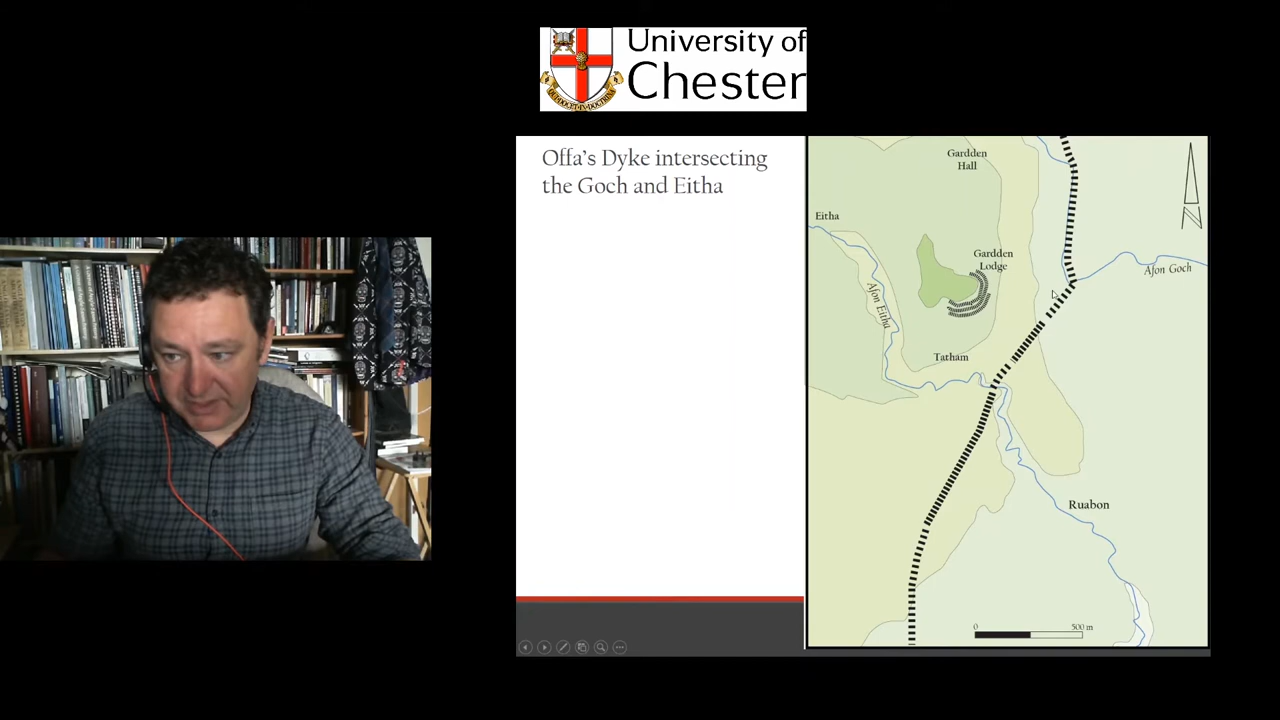 University of
Chester
Offa's Dyke intersecting
the Goch and Eitha
Gardden
Hall
Eitha
Gardden
Lodge
Afon Goch
Afon Eitha
Tatham
Ruabon
0 500 m
N